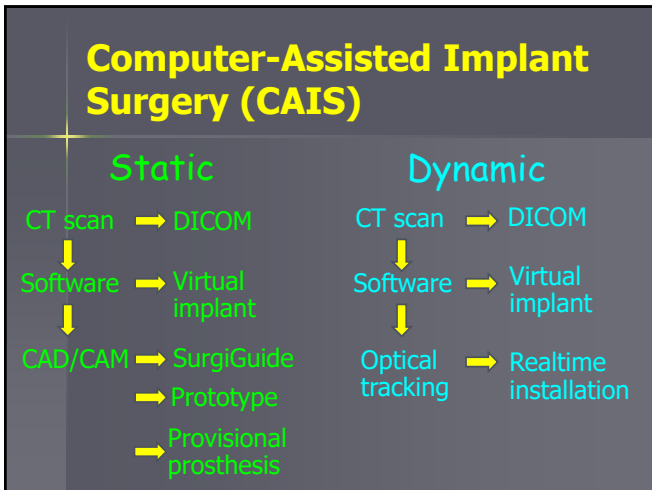 Computer-Assisted Implant
Surgery (CAIS)
Static
CT scan
DICOM
Software
Virtual
implant
CAD/CAM
SurgiGuide
Prototype
Provisional
prosthesis
Dynamic
CT scan
DICOM
Software
Virtual
implant
Optical
tracking
Realtime
installation